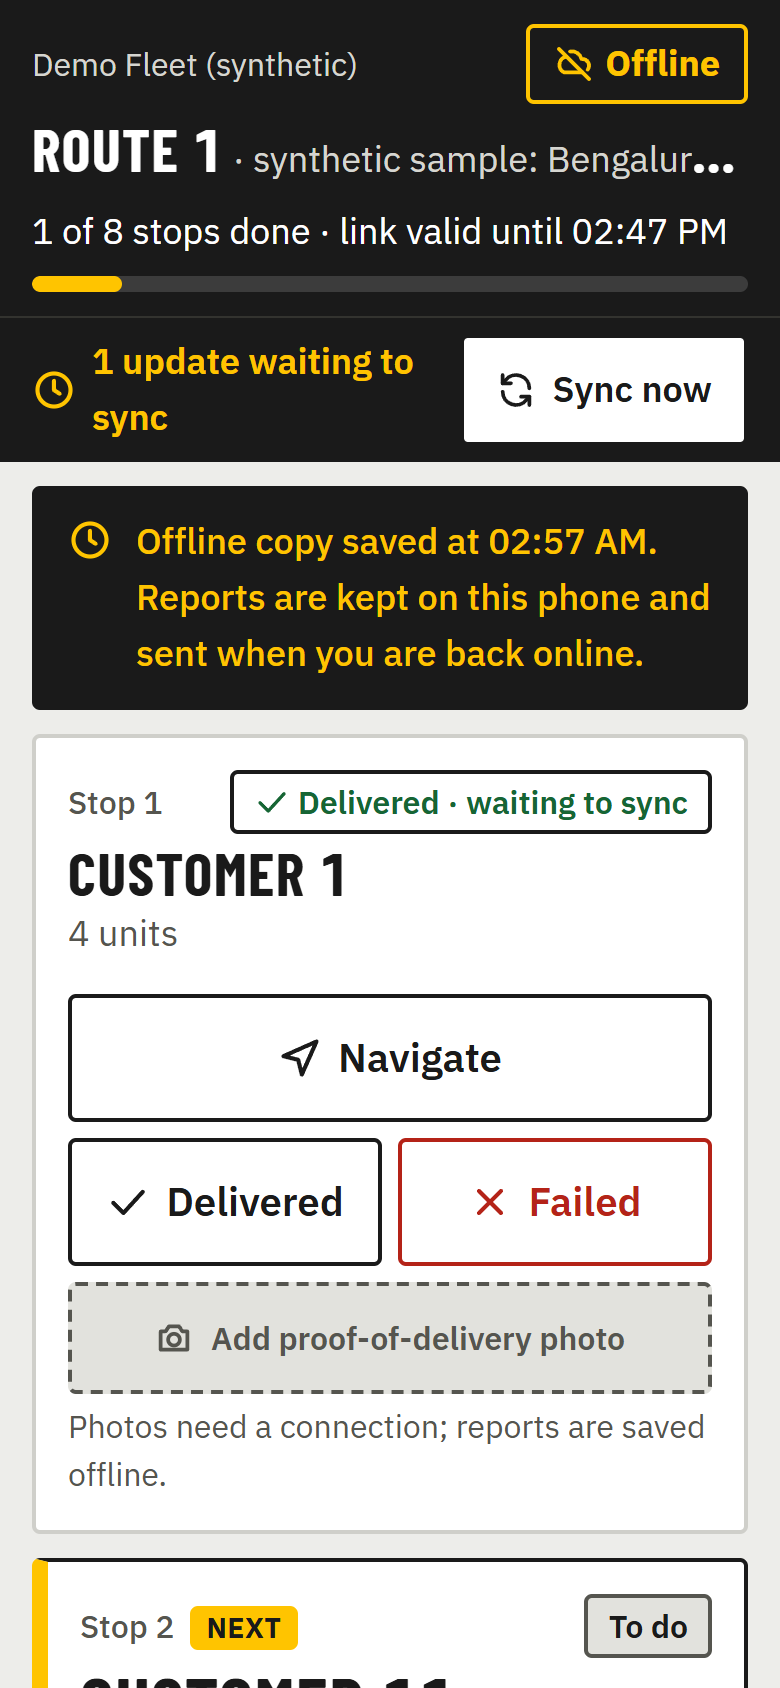 Demo Fleet (synthetic)
Offline
ROUTE 1 · synthetic sample: Bengalur...
1 of 8 stops done · link valid until 02:47 PM
1 update waiting to
sync
Sync now
Offline copy saved at 02:57 AM.
Reports are kept on this phone and
sent when you are back online.
Stop 1
Delivered · waiting to sync
CUSTOMER 1
4 units
Navigate
Delivered
Failed
Add proof-of-delivery photo
Photos need a connection; reports are saved
offline.
Stop 2
NEXT
To do